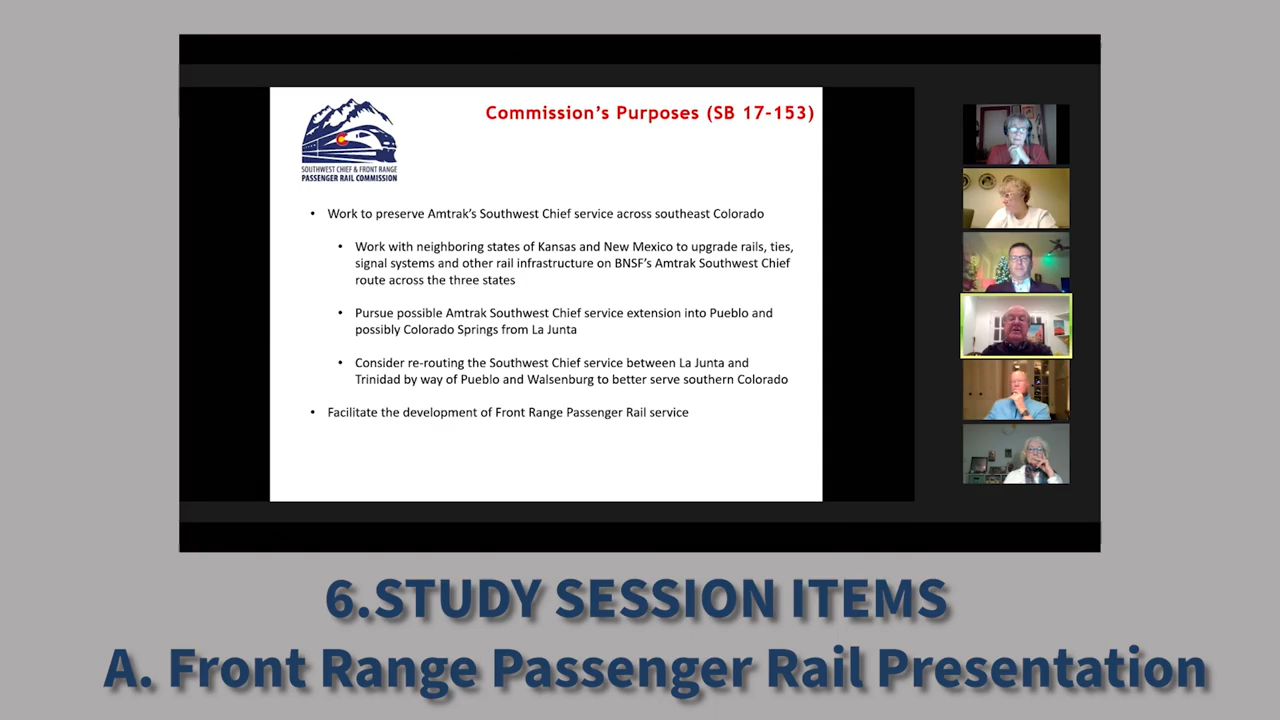 Commission's Purposes (SB 17-153)
SOUTHWEST CHIEF & FRONT RANGE
PASSENGER RAIL COMMISSION
• Work to preserve Amtrak's Southwest Chief service across southeast Colorado
• Work with neighboring states of Kansas and New Mexico to upgrade rails, ties,
signal systems and other rail infrastructure on BNSF's Amtrak Southwest Chief
route across the three states
• Pursue possible Amtrak Southwest Chief service extension into Pueblo and
possibly Colorado Springs from La Junta
• Consider re-routing the Southwest Chief service between La Junta and
Trinidad by way of Pueblo and Walsenburg to better serve southern Colorado
• Facilitate the development of Front Range Passenger Rail service
6.STUDY SESSION ITEMS
A. Front Range Passenger Rail Presentation